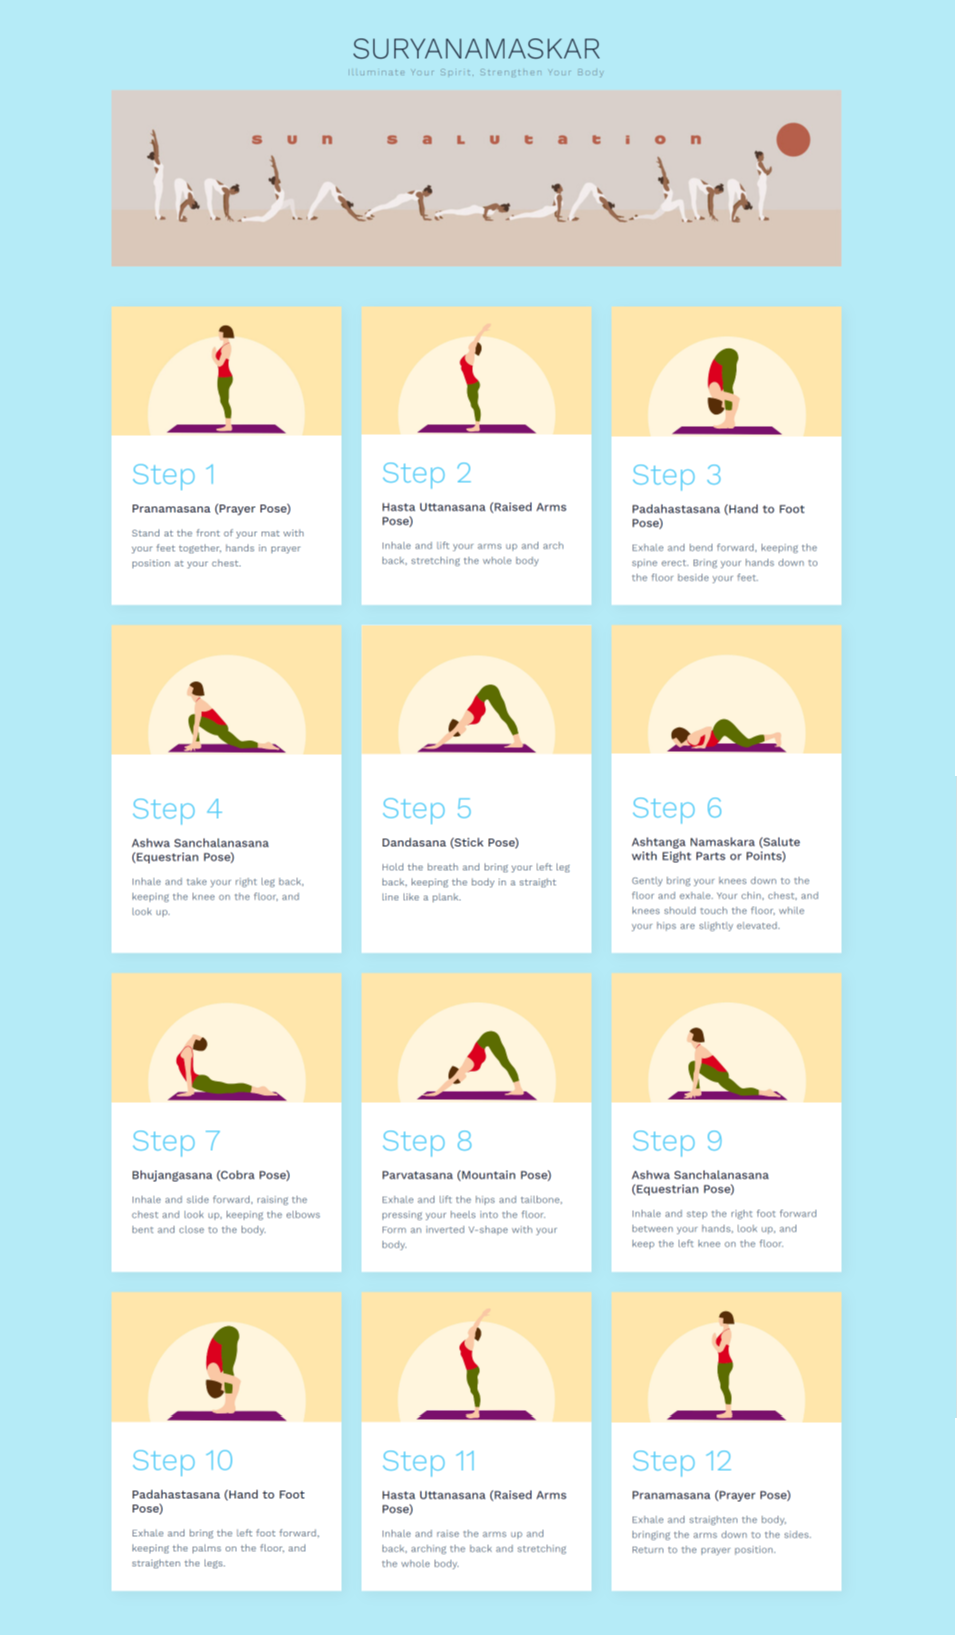 SURYANAMASKAR
Illuminate Your Spirit, Strengthen Your Body
sun salutation
Step 1
Pranamasana (Prayer Pose)
Stand at the front of your mat with
your feet together, hands in prayer
position at your chest.
Step 2
Hasta Uttanasana (Raised Arms
Pose)
Inhale and lift your arms up and arch
back, stretching the whole body
Step 3
Padahastasana (Hand to Foot
Pose)
Exhale and bend forward, keeping the
spine erect. Bring your hands down to
the floor beside your feet.
Step 4
Ashwa Sanchalanasana
(Equestrian Pose)
Inhale and take your right leg back,
keeping the knee on the floor, and
look up.
Step 5
Dandasana (Stick Pose)
Hold the breath and bring your left leg
back, keeping the body in a straight
line like a plank.
Step 6
Ashtanga Namaskara (Salute
with Eight Parts or Points)
Gently bring your knees down to the
floor and exhale. Your chin, chest, and
knees should touch the floor, while
your hips are slightly elevated.
Step 7
Bhujangasana (Cobra Pose)
Inhale and slide forward, raising the
chest and look up, keeping the elbows
bent and close to the body.
Step 8
Parvatasana (Mountain Pose)
Exhale and lift the hips and tailbone,
pressing your heels into the floor.
Form an inverted V-shape with your
body.
Step 9
Ashwa Sanchalanasana
(Equestrian Pose)
Inhale and step the right foot forward
between your hands, look up, and
keep the left knee on the floor.
Step 10
Padahastasana (Hand to Foot
Pose)
Exhale and bring the left foot forward,
keeping the palms on the floor, and
straighten the legs.
Step 11
Hasta Uttanasana (Raised Arms
Pose)
Inhale and raise the arms up and
back, arching the back and stretching
the whole body.
Step 12
Pranamasana (Prayer Pose)
Exhale and straighten the body,
bringing the arms down to the sides.
Return to the prayer position.